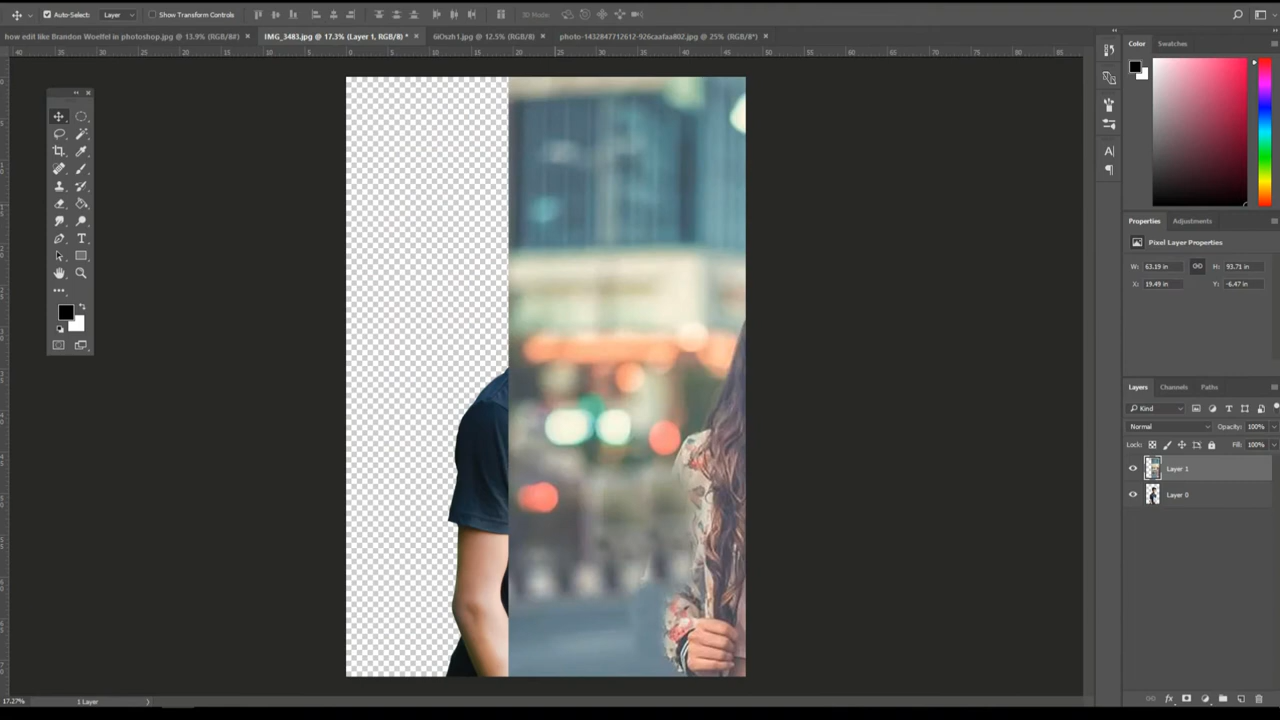 Auto-Select: Layer Show Transform Controls 3D Mode:
how edit like Brandon Woelfel in photoshop.jpg @ 13.9% (RGB/8#) × IMG_3483.jpg @ 17.3% (Layer 1, RGB/8) * × 6iOszh1.jpg @ 12.5% (RGB/8) × photo-1432847712612-926caafaa802.jpg @ 25% (RGB/8*) ×
Color Swatches
Properties Adjustments
Pixel Layer Properties
W: 63.19 in H: 93.71 in
X: 19.49 in Y: -6.47 in
Layers Channels Paths
Kind
Normal Opacity: 100%
Lock: Fill: 100%
Layer 1
Layer 0
17.27% 1 Layer